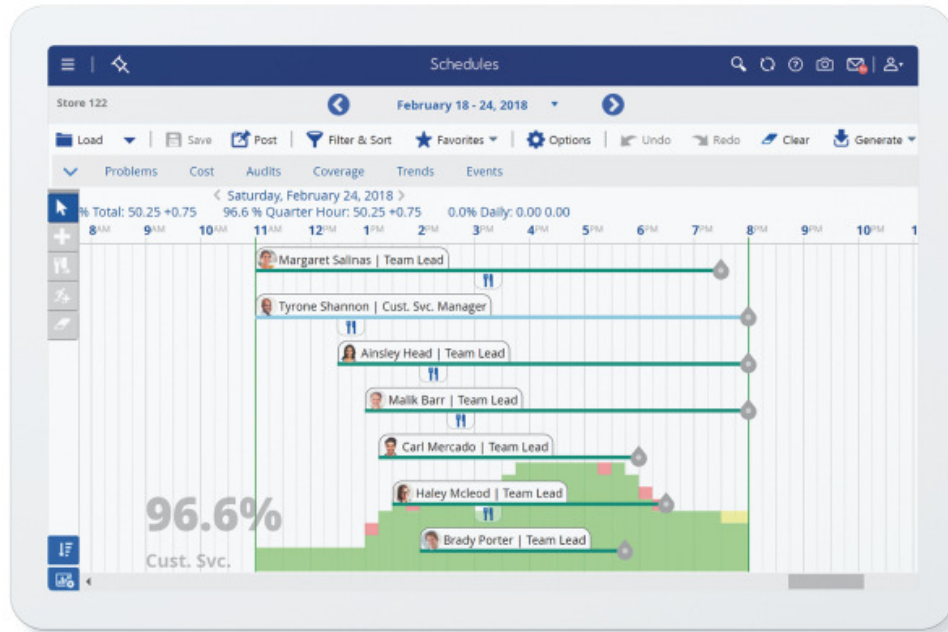 Schedules
Store 122
February 18 - 24, 2018
Load Save Post Filter & Sort Favorites Options Undo Redo Clear Generate
Problems Cost Audits Coverage Trends Events
Saturday, February 24, 2018
% Total: 50.25 +0.75 96.6 % Quarter Hour: 50.25 +0.75 0.0% Daily: 0.00 0.00
8AM 9AM 10AM 11AM 12PM 1PM 2PM 3PM 4PM 5PM 6PM 7PM 8PM 9PM 10PM 1
Margaret Salinas | Team Lead
Tyrone Shannon | Cust. Svc. Manager
Ainsley Head | Team Lead
Malik Barr | Team Lead
Carl Mercado | Team Lead
Haley Mcleod | Team Lead
96.6%
Brady Porter | Team Lead
Cust. Svc.